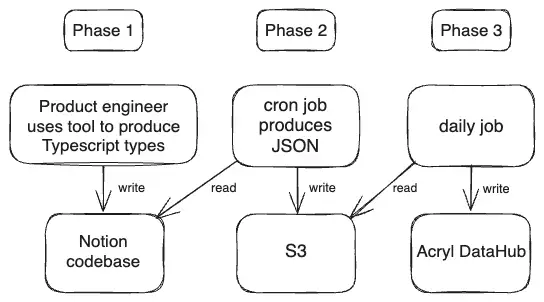 Phase 1
Phase 2
Phase 3
Product engineer
uses tool to produce
Typescript types
cron job
produces
JSON
daily job
write
read
write
read
write
Notion
codebase
S3
Acryl DataHub